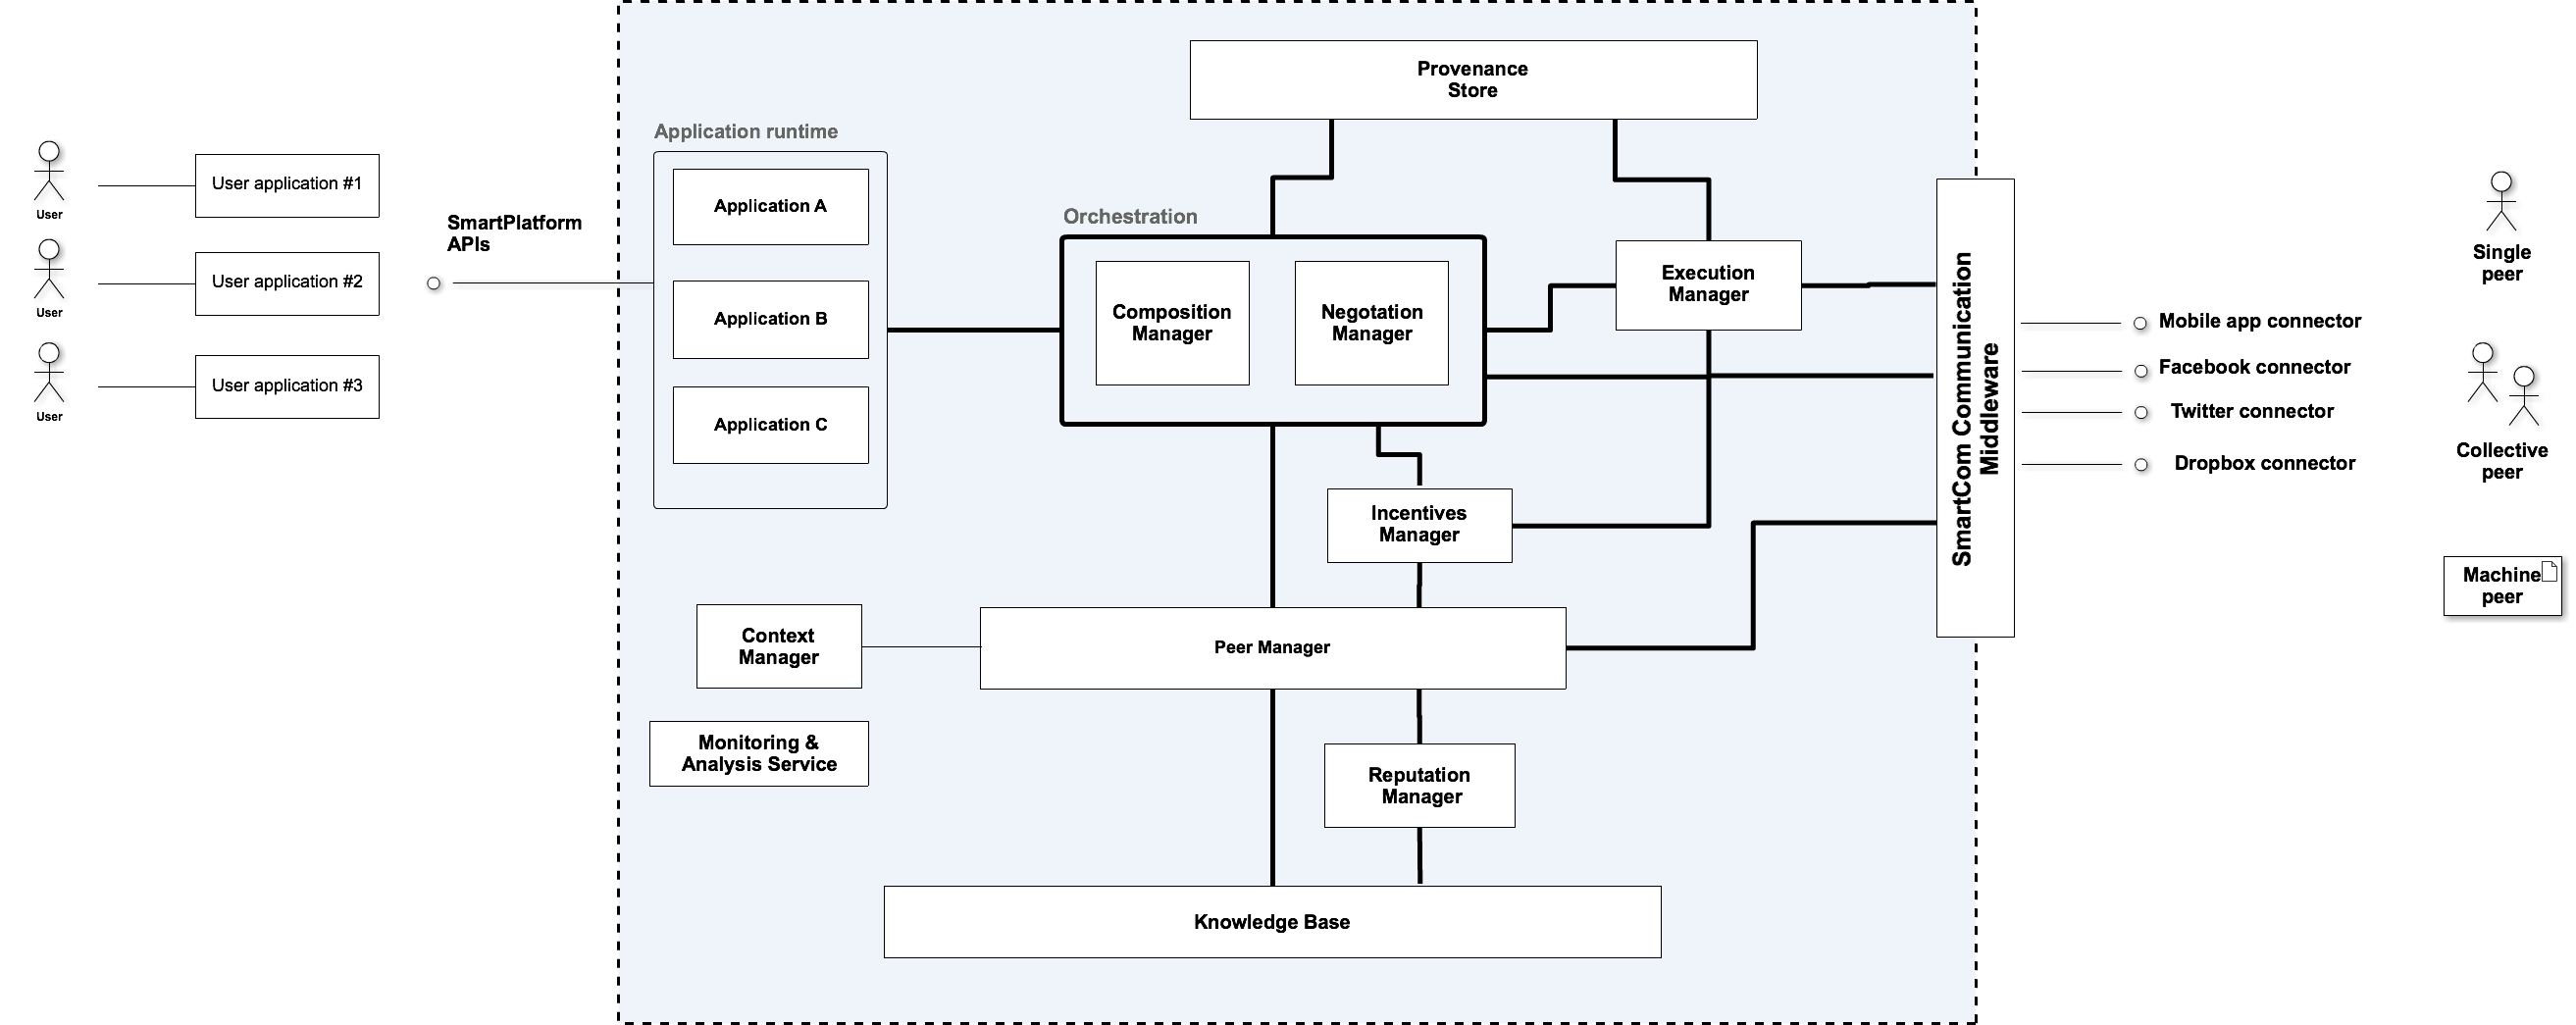 Provenance
Store
Application runtime
User application #1
User
Application A
SmartPlatform
APIs
Orchestration
User application #2
User
Application B
Composition
Manager
Negotation
Manager
Execution
Manager
User application #3
User
Application C
Incentives
Manager
SmartCom Communication
Middleware
Mobile app connector
Facebook connector
Twitter connector
Dropbox connector
Single
peer
Collective
peer
Machine
peer
Context
Manager
Peer Manager
Monitoring &
Analysis Service
Reputation
Manager
Knowledge Base